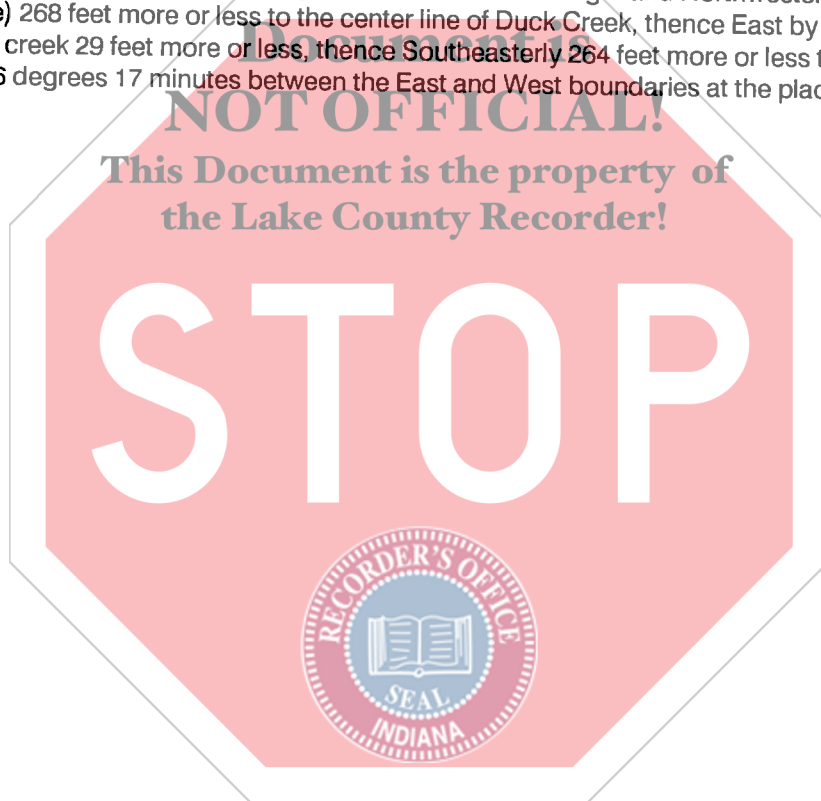 e) 268 feet more or less to the center line of Duck Creek, thence East by
Document is
creek 29 feet more or less, thence Southeasterly 264 feet more or less
6 degrees 17 minutes between the East and West boundaries at the
NOT OFFICIAL!
This Document is the property of
the Lake County Recorder!
STOP
RECORDER'S OFFICE
SEAL
INDIANA